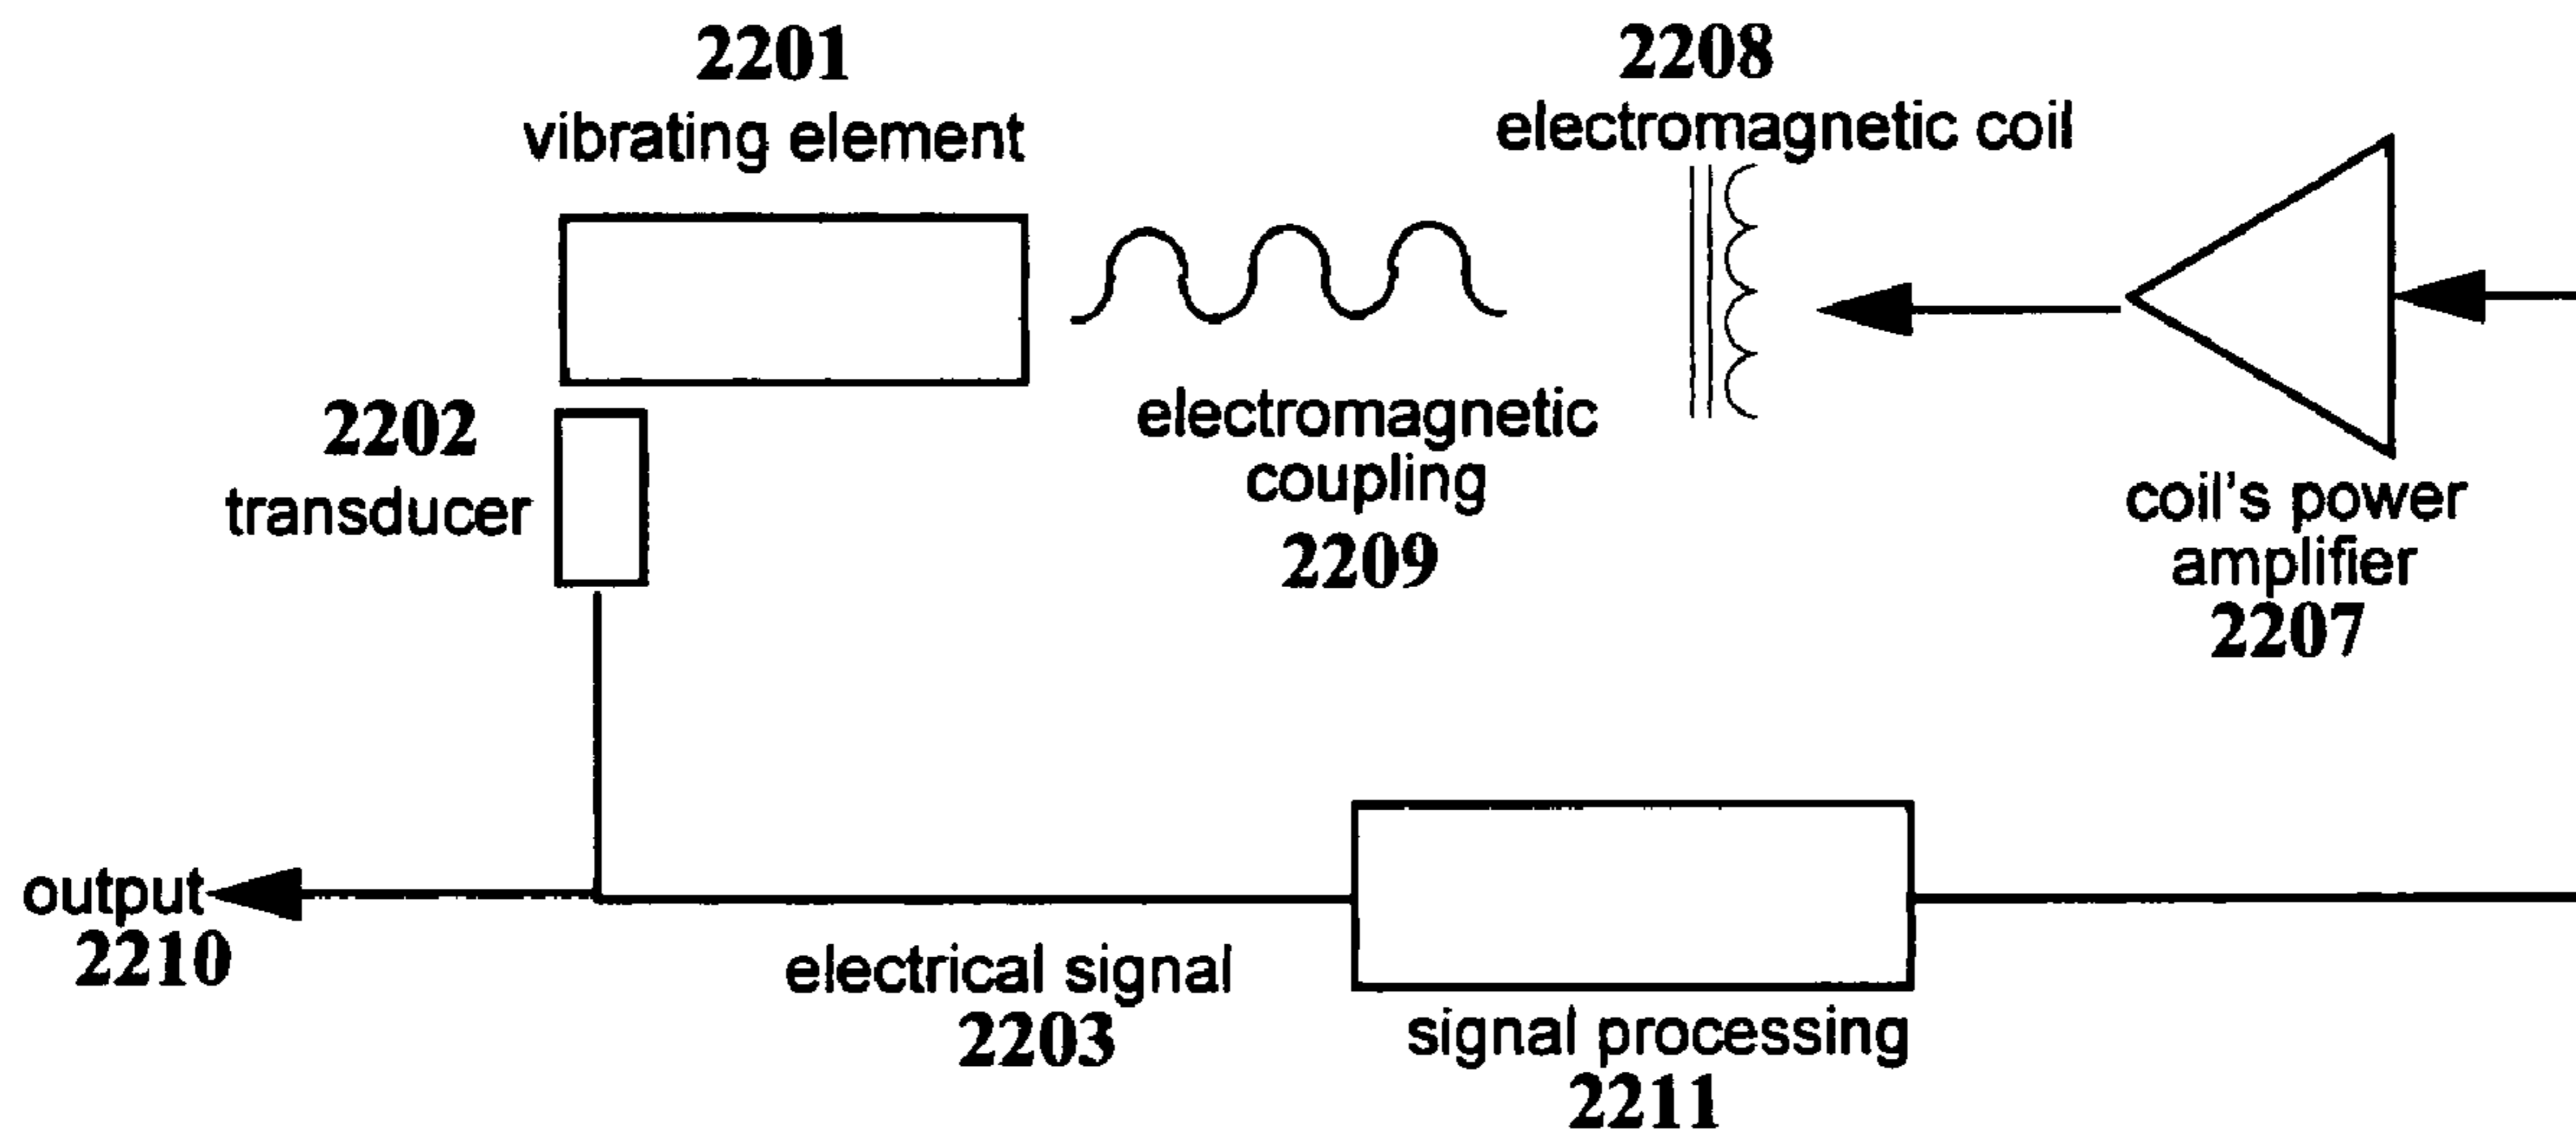 2201
vibrating element
2208
electromagnetic coil
2202
transducer
electromagnetic
coupling
2209
coil's power
amplifier
2207
output
2210
electrical signal
2203
signal processing
2211